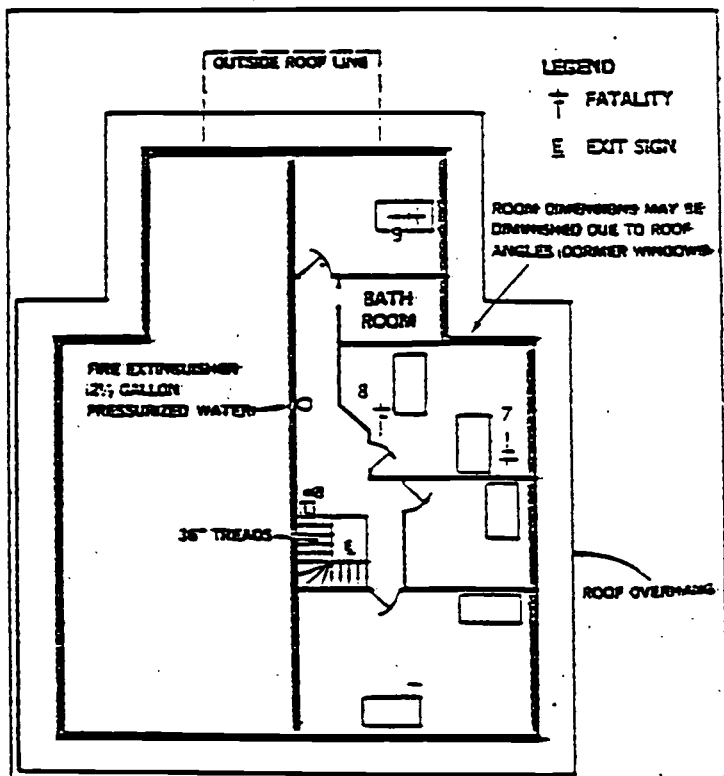 OUTSIDE ROOF LINE
LEGEND
FATALITY
E EXIT SIGN
ROOM DIMENSIONS MAY BE
DIMINISHED DUE TO ROOF
ANGLES (DORMER WINDOWS)
9
BATH
ROOM
FIRE EXTINGUISHER
(2½ GALLON
PRESSURIZED WATER)
8
7
36" TREADS
E
ROOF OVERHANG